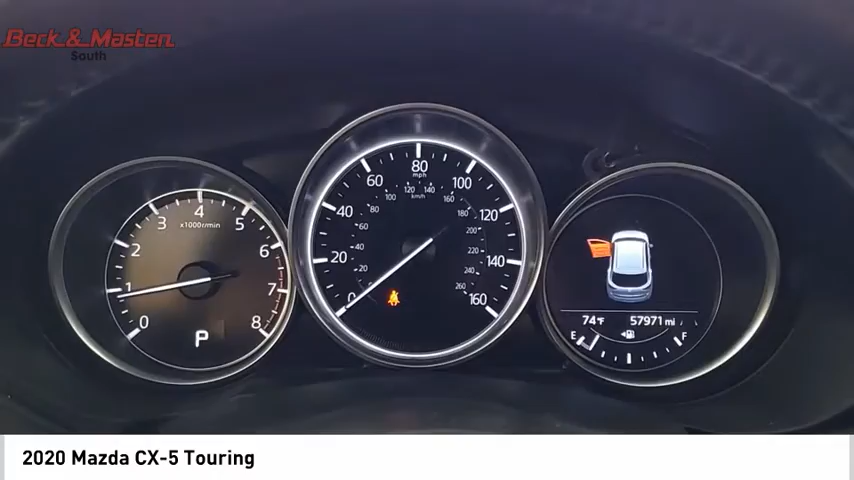 Beck & Masten
South
0 1 2 3 4 5 6 7 8
x1000r/min
P
0 20 40 60 80 100 120 140 160
mph
20 40 60 80 100 120 140 160 180 200 220 240 260
km/h
74°F 57971 mi
E F
2020 Mazda CX-5 Touring